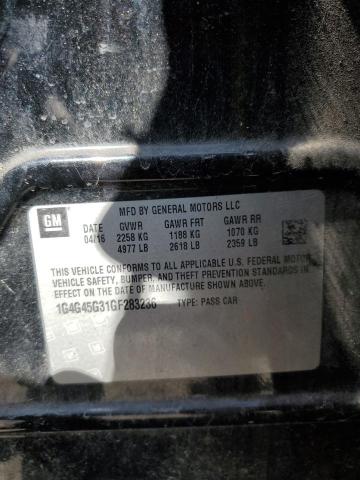 GM
MFD BY GENERAL MOTORS LLC
GVWR GAWR FRT GAWR RR
04/16 2258 KG 1188 KG 1070 KG
4977 LB 2618 LB 2359 LB
THIS VEHICLE CONFORMS TO ALL APPLICABLE U.S. FEDERAL MOTOR
VEHICLE SAFETY, BUMPER, AND THEFT PREVENTION STANDARDS
IN EFFECT ON THE DATE OF MANUFACTURE SHOWN ABOVE.
1G4G45G31GF283236 TYPE: PASS CAR